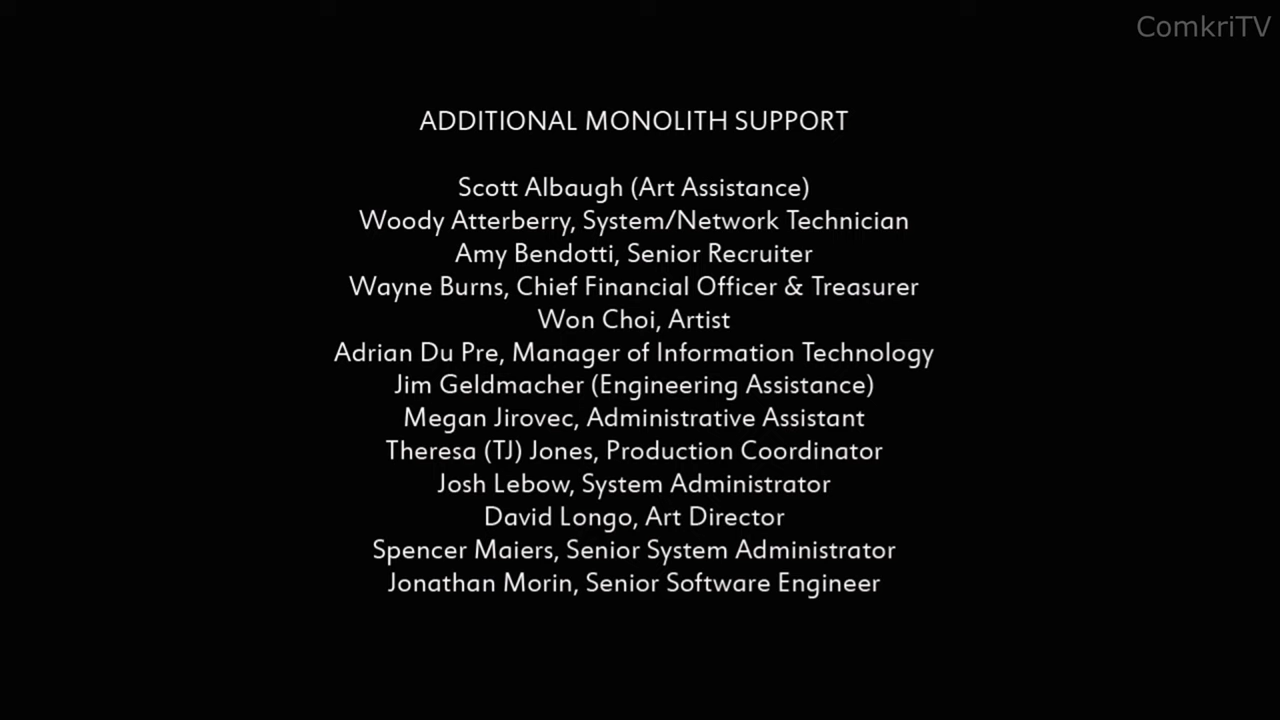 ComkriTV
ADDITIONAL MONOLITH SUPPORT
Scott Albaugh (Art Assistance)
Woody Atterberry, System/Network Technician
Amy Bendotti, Senior Recruiter
Wayne Burns, Chief Financial Officer & Treasurer
Won Choi, Artist
Adrian Du Pre, Manager of Information Technology
Jim Geldmacher (Engineering Assistance)
Megan Jirovec, Administrative Assistant
Theresa (TJ) Jones, Production Coordinator
Josh Lebow, System Administrator
David Longo, Art Director
Spencer Maiers, Senior System Administrator
Jonathan Morin, Senior Software Engineer